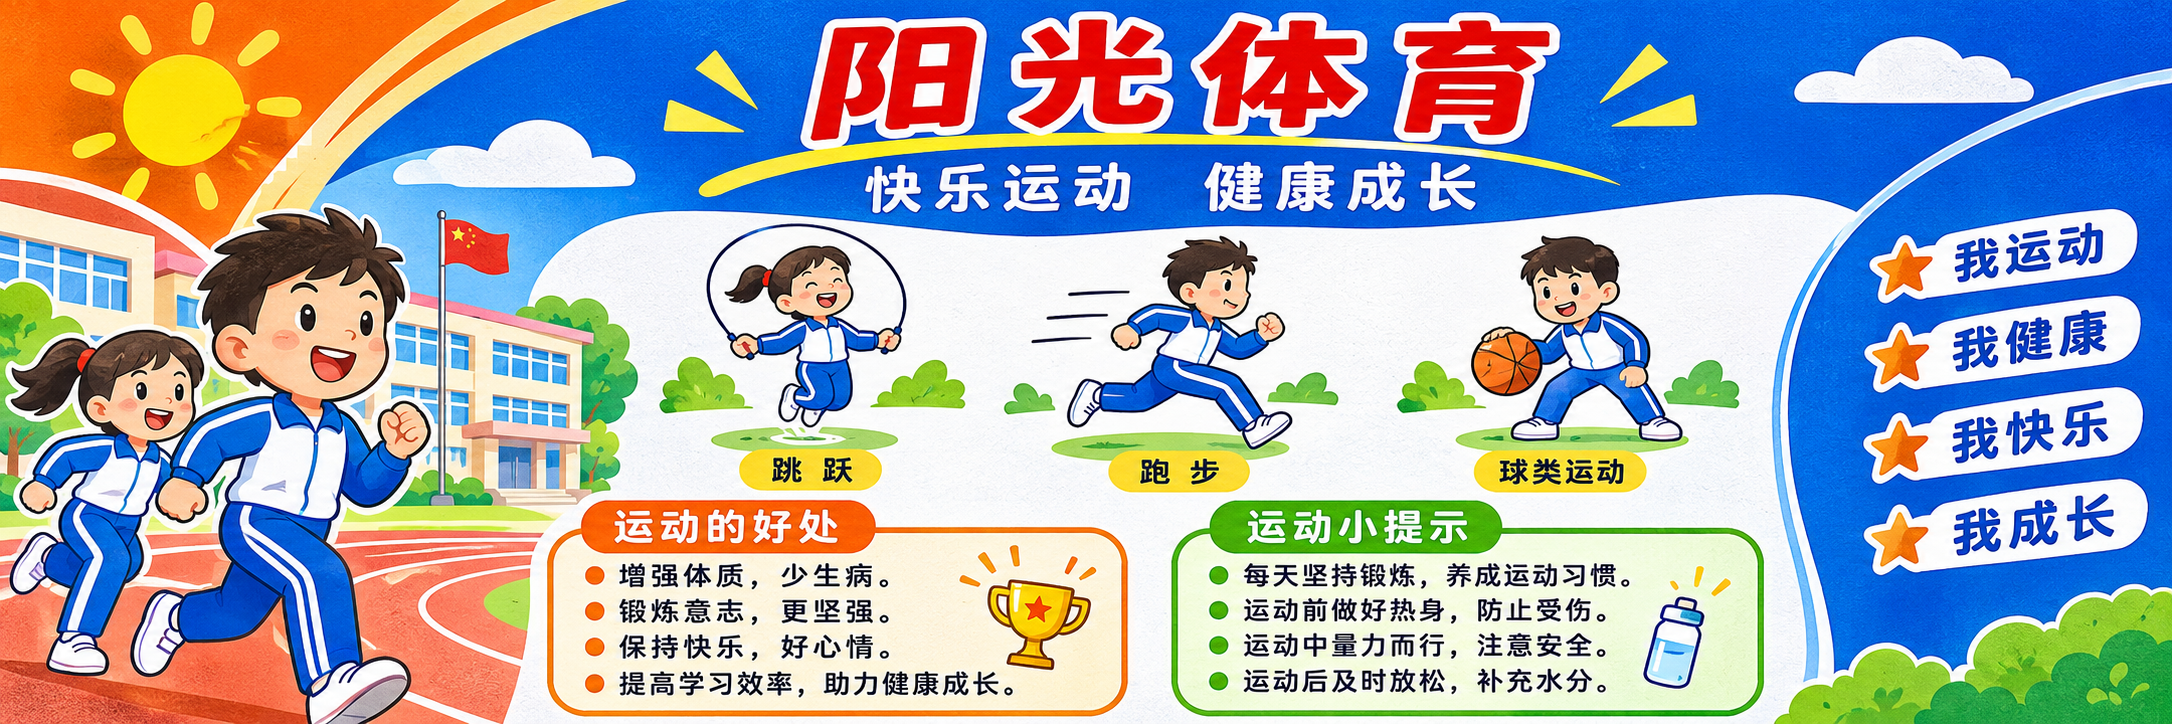 阳光体育
快乐运动 健康成长
跳 跃
跑 步
球类运动
运动的好处
增强体质，少生病。
锻炼意志，更坚强。
保持快乐，好心情。
提高学习效率，助力健康成长。
运动小提示
每天坚持锻炼，养成运动习惯。
运动前做好热身，防止受伤。
运动中量力而行，注意安全。
运动后及时放松，补充水分。
我运动
我健康
我快乐
我成长